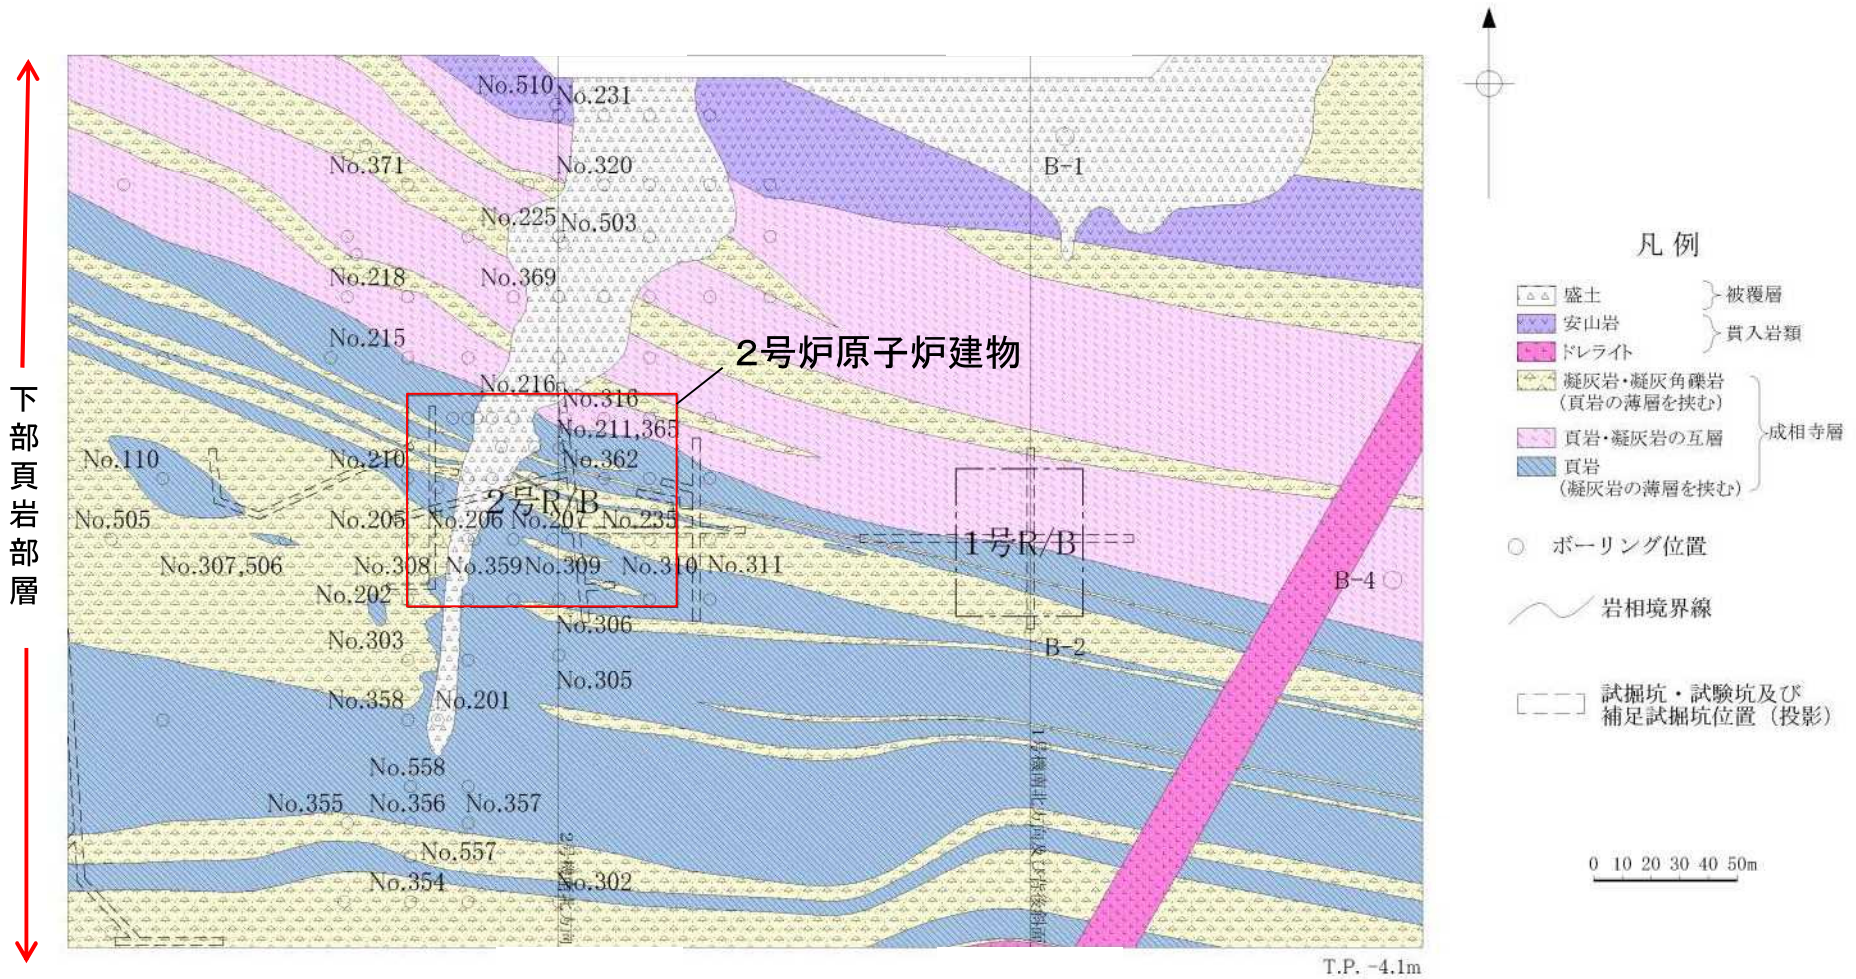 No.510
No.231
No.371
No.320
B-1
No.225
No.503
No.218
No.369
No.215
2号炉原子炉建物
No.216
No.316
No.211,365
No.110
No.210
No.362
2号R/B
No.505
No.205
No.206
No.207
No.235
1号R/B
No.307,506
No.308
No.359
No.309
No.310
No.311
B-4
No.202
No.306
No.303
B-2
No.305
No.358
No.201
No.558
No.355
No.356
No.357
No.557
No.354
No.302
下部頁岩部層
凡例
盛土
被覆層
安山岩
貫入岩類
ドレライト
凝灰岩・凝灰角礫岩
(頁岩の薄層を挟む)
成相寺層
頁岩・凝灰岩の互層
頁岩
(凝灰岩の薄層を挟む)
ボーリング位置
岩相境界線
試掘坑・試験坑及び
補足試掘坑位置（投影）
0 10 20 30 40 50m
T.P. -4.1m